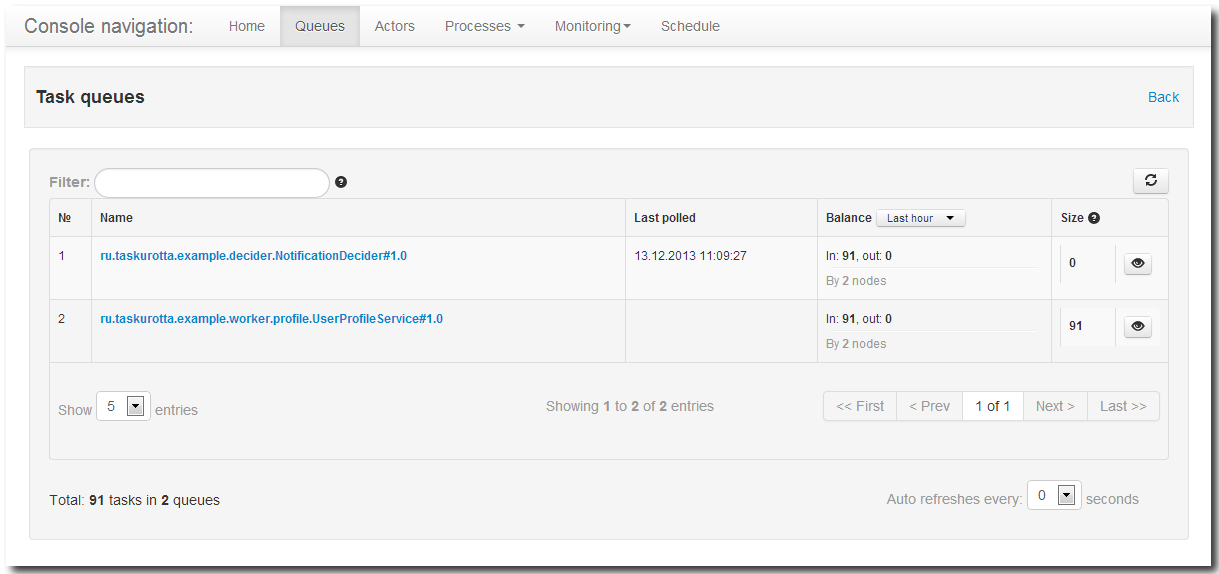 Console navigation: Home Queues Actors Processes Monitoring Schedule
Task queues Back
Filter:
№ Name Last polled Balance Last hour Size
1 ru.taskurotta.example.decider.NotificationDecider#1.0 13.12.2013 11:09:27 In: 91, out: 0 0
By 2 nodes
2 ru.taskurotta.example.worker.profile.UserProfileService#1.0 In: 91, out: 0 91
By 2 nodes
Show 5 entries Showing 1 to 2 of 2 entries << First < Prev 1 of 1 Next > Last >>
Total: 91 tasks in 2 queues Auto refreshes every: 0 seconds